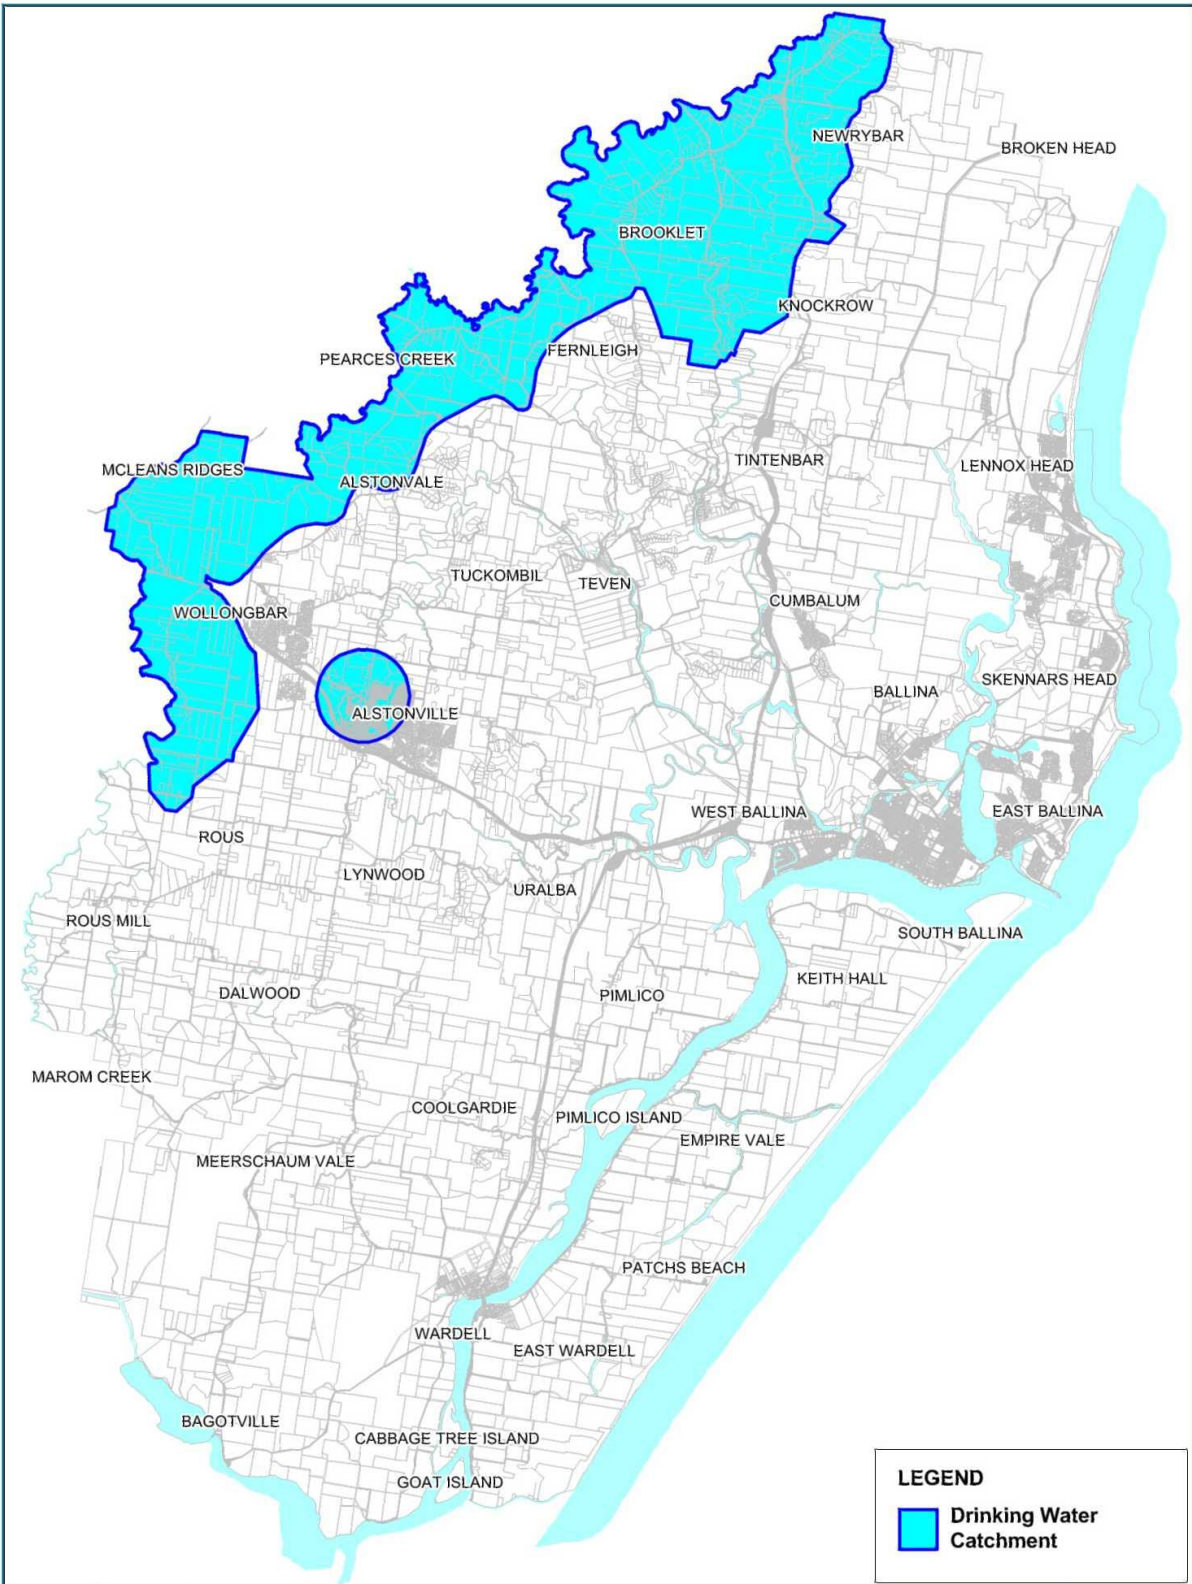 NEWRYBAR
BROKEN HEAD
BROOKLET
KNOCKROW
FERNLEIGH
PEARCES CREEK
TINTENBAR
LENNOX HEAD
MCLEANS RIDGES
ALSTONVALE
TUCKOMBIL
TEVEN
CUMBALUM
WOLLONGBAR
SKENNARS HEAD
BALLINA
ALSTONVILLE
WEST BALLINA
EAST BALLINA
ROUS
LYNWOOD
URALBA
ROUS MILL
SOUTH BALLINA
KEITH HALL
DALWOOD
PIMLICO
MAROM CREEK
COOLGARDIE
PIMLICO ISLAND
EMPIRE VALE
MEERSCHAUM VALE
PATCHS BEACH
WARDELL
EAST WARDELL
BAGOTVILLE
CABBAGE TREE ISLAND
GOAT ISLAND
LEGEND
Drinking Water
Catchment